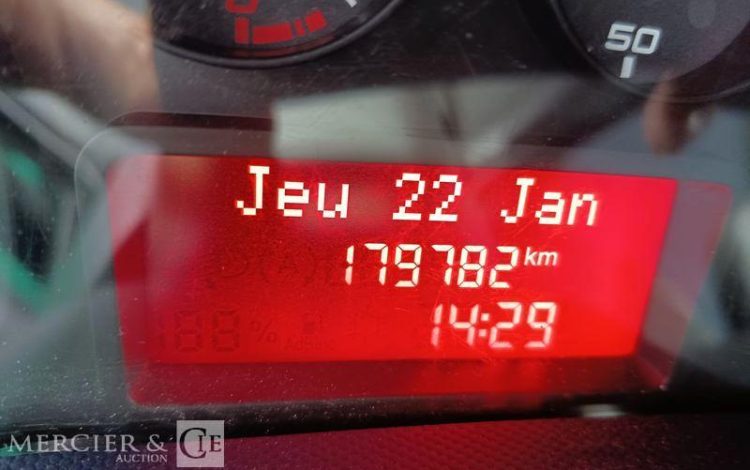 50
Jeu 22 Jan
179782 km
14:29
MERCIER & CIE
AUCTION